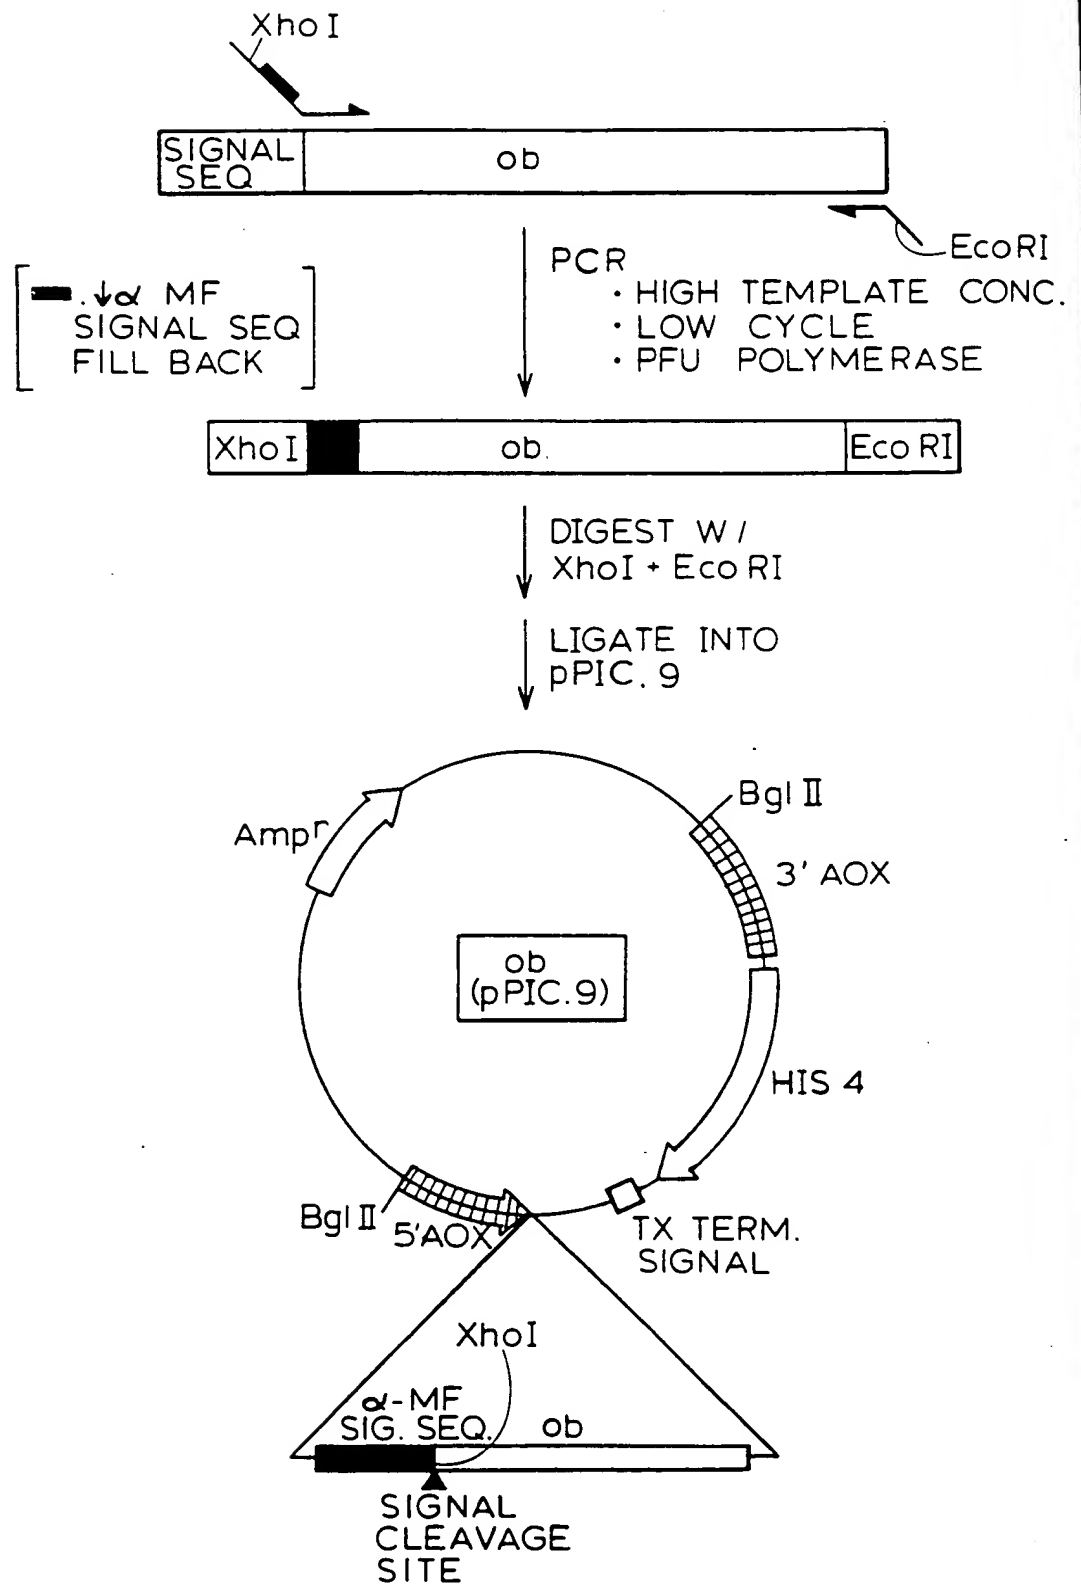 XhoI
SIGNAL
SEQ
ob
EcoRI
PCR
· HIGH TEMPLATE CONC.
· LOW CYCLE
· PFU POLYMERASE
.↓α MF
SIGNAL SEQ
FILL BACK
XhoI
ob.
EcoRI
DIGEST W/
XhoI + EcoRI
LIGATE INTO
pPIC.9
BglII
Ampr
3' AOX
ob
(pPIC.9)
HIS 4
BglII
5'AOX
TX TERM.
SIGNAL
XhoI
α-MF
SIG. SEQ.
ob
SIGNAL
CLEAVAGE
SITE